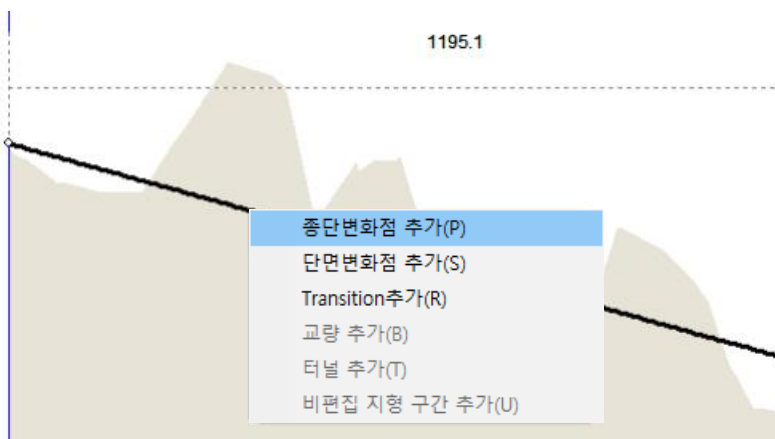 1195.1
종단변화점 추가(P)
단면변화점 추가(S)
Transition추가(R)
교량 추가(B)
터널 추가(T)
비편집 지형 구간 추가(U)